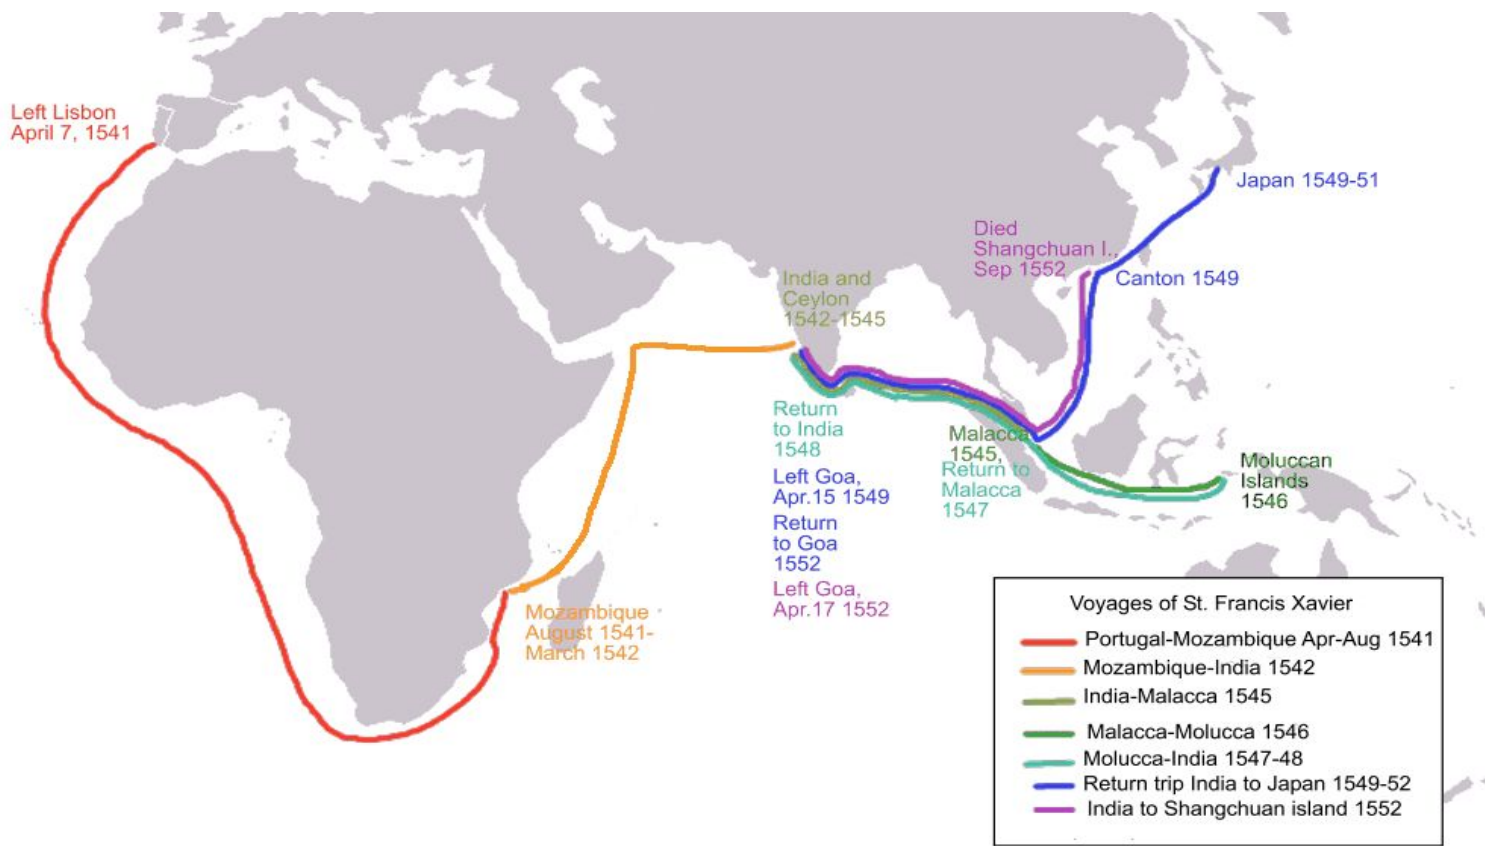 Left Lisbon
April 7, 1541
Japan 1549-51
Died
Shangchuan I.,
Sep 1552
Canton 1549
India and
Ceylon
1542-1545
Return
to India
1548
Malacca
1545,
Return to
Malacca
1547
Moluccan
Islands
1546
Left Goa,
Apr.15 1549
Return
to Goa
1552
Left Goa,
Apr.17 1552
Mozambique
August 1541-
March 1542
Voyages of St. Francis Xavier
Portugal-Mozambique Apr-Aug 1541
Mozambique-India 1542
India-Malacca 1545
Malacca-Molucca 1546
Molucca-India 1547-48
Return trip India to Japan 1549-52
India to Shangchuan island 1552